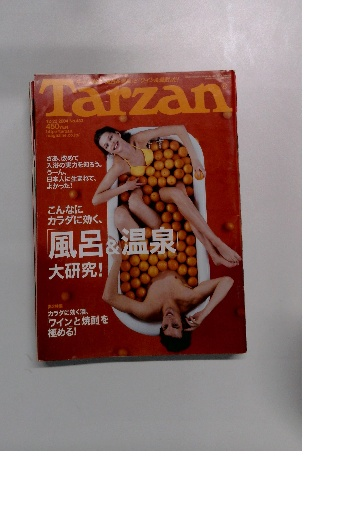 Tarzan
さあ、改めて
入浴の実力を知ろう。
うーん、
日本人に生まれて、
よかった!
こんなに
カラダに効く、
「風呂&温泉」
大研究!
カラダに効く酒、
ワインと焼酎を
極める!